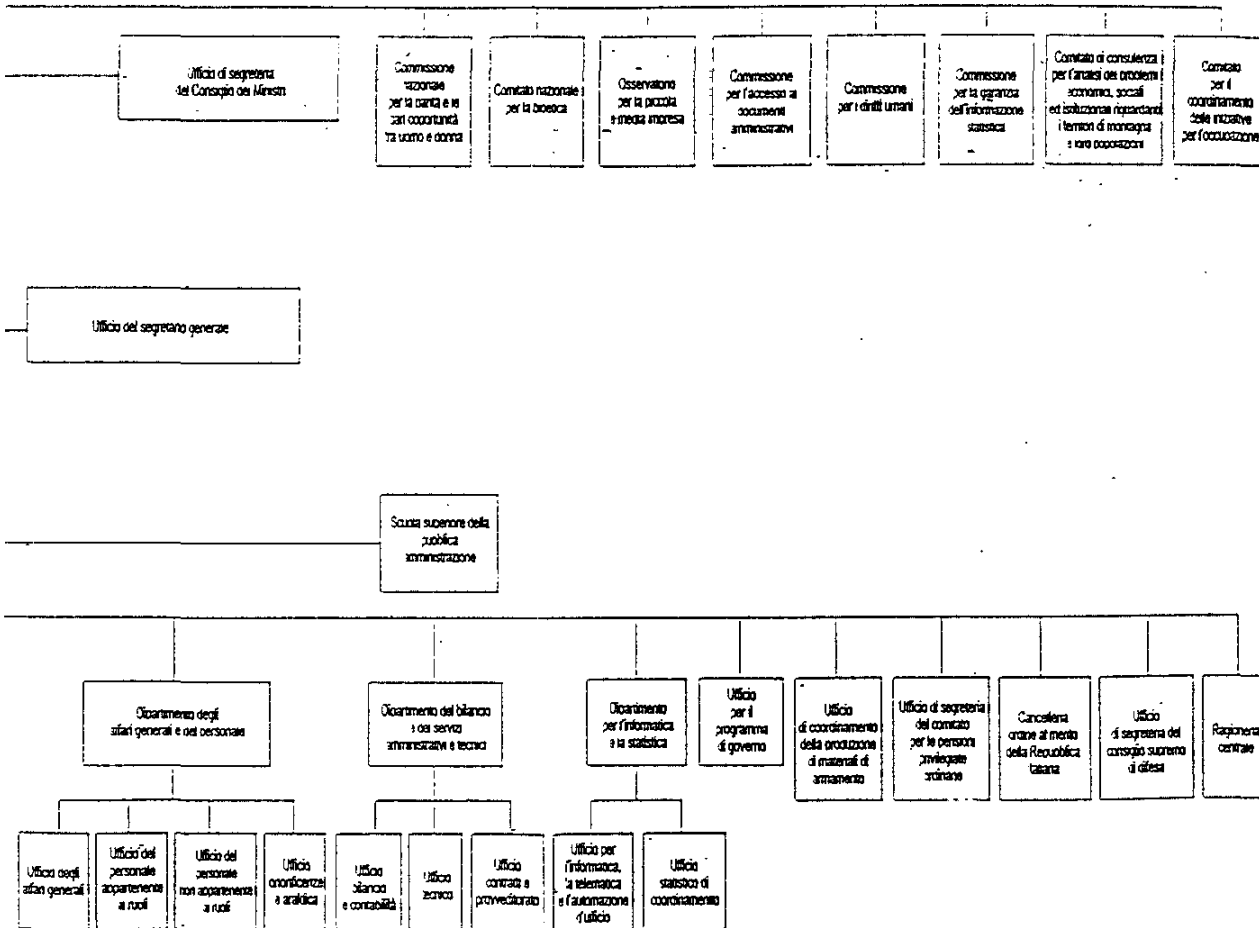 Ufficio di segreteria
del Consiglio dei Ministri
Commissione
nazionale
per la parità e le
pari opportunità
tra uomo e donna
Comitato nazionale
per la bioetica
Osservatorio
per la piccola
e media impresa
Commissione
per l'accesso ai
documenti
amministrativi
Commissione
per i diritti umani
Commissione
per la garanzia
dell'informazione
statistica
Comitato di consulenza
per l'analisi dei problemi
economici, sociali
ed istituzionali riguardanti
i territori di montagna
e loro popolazioni
Comitato
per il
coordinamento
delle iniziative
per l'occupazione
Ufficio del segretario generale
Scuola superiore della
pubblica
amministrazione
Dipartimento degli
affari generali e del personale
Dipartimento del bilancio
e dei servizi
amministrativi e tecnici
Dipartimento
per l'informatica
e la statistica
Ufficio
per il
programma
di governo
Ufficio
di coordinamento
della produzione
di materiali di
armamento
Ufficio di segreteria
del comitato
per le pensioni
privilegiate
ordinarie
Cancelleria
ordine al merito
della Repubblica
italiana
Ufficio
di segreteria del
consiglio supremo
di difesa
Ragioneria
centrale
Ufficio degli
affari generali
Ufficio del
personale
appartenente
ai ruoli
Ufficio del
personale
non appartenente
ai ruoli
Ufficio
onorificenze
e araldica
Ufficio
bilancio
e contabilità
Ufficio
tecnico
Ufficio
contratti e
provveditorato
Ufficio per
l'informatica,
la telematica
e l'automazione
d'ufficio
Ufficio
statistico di
coordinamento